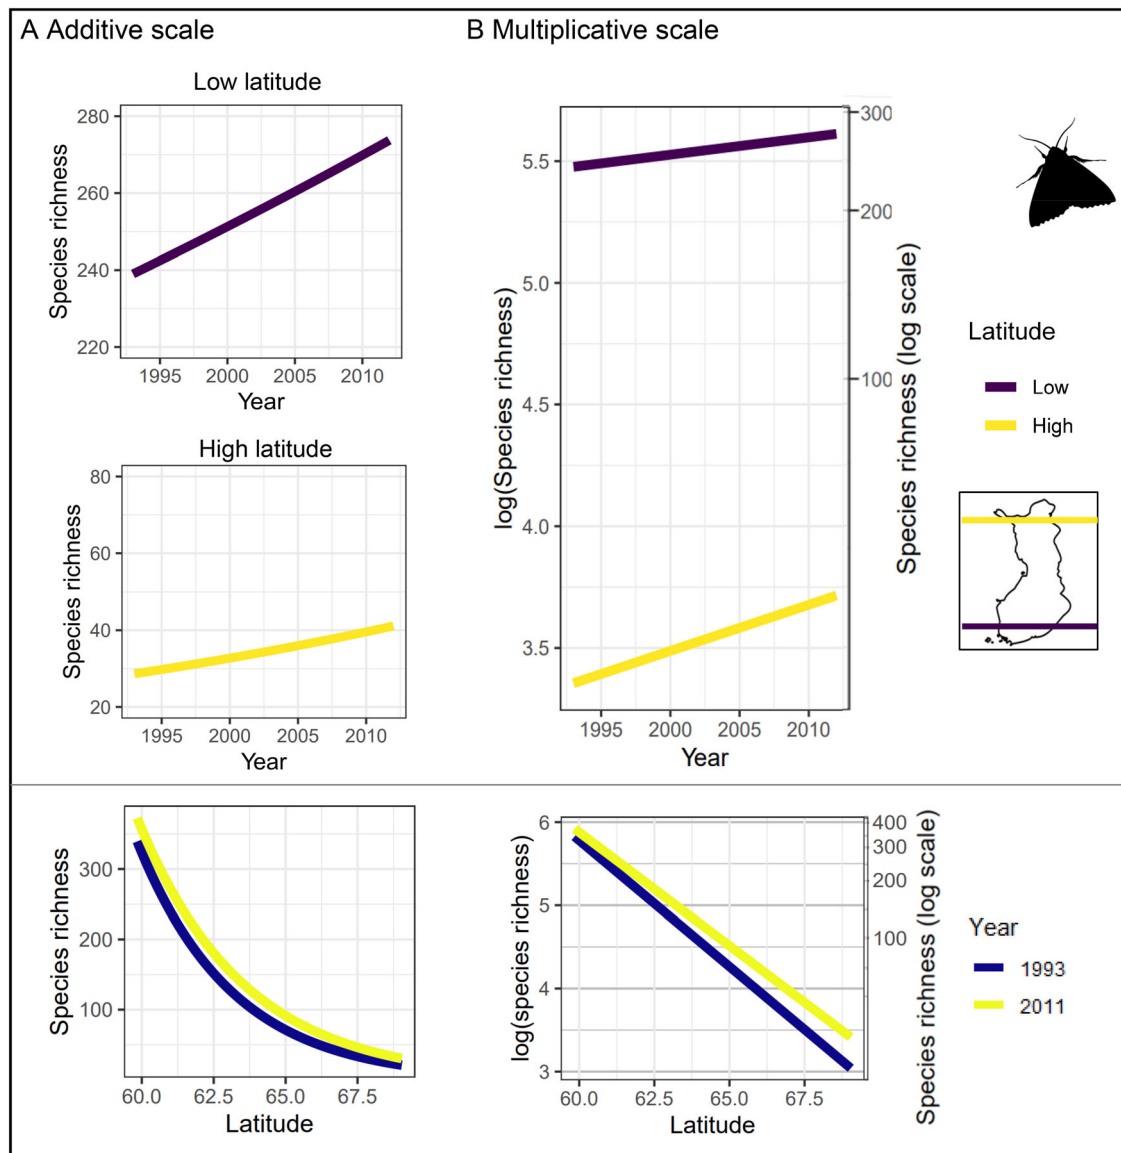 A Additive scale
B Multiplicative scale
Low latitude
Species richness
280
260
240
220
1995 2000 2005 2010
Year
High latitude
Species richness
80
60
40
20
1995 2000 2005 2010
Year
log(Species richness)
5.5
5.0
4.5
4.0
3.5
300
200
100
Species richness (log scale)
1995 2000 2005 2010
Year
Latitude
Low
High
Species richness
300
200
100
60.0 62.5 65.0 67.5
Latitude
log(species richness)
6
5
4
3
400
300
200
100
Species richness (log scale)
60.0 62.5 65.0 67.5
Latitude
Year
1993
2011